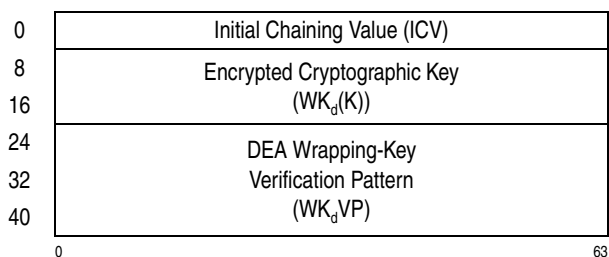 0 Initial Chaining Value (ICV)
8 Encrypted Cryptographic Key
16 (WKd(K))
24 DEA Wrapping-Key
32 Verification Pattern
40 (WKdVP)
0 63